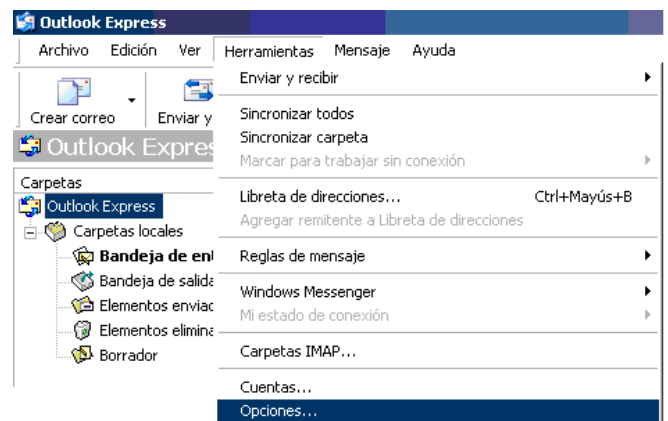 Outlook Express
Archivo Edición Ver Herramientas Mensaje Ayuda
Crear correo Enviar y
Outlook Expres
Carpetas
Outlook Express
Carpetas locales
Bandeja de en
Bandeja de salida
Elementos enviac
Elementos elimina
Borrador
Enviar y recibir
Sincronizar todos
Sincronizar carpeta
Marcar para trabajar sin conexión
Libreta de direcciones... Ctrl+Mayús+B
Agregar remitente a Libreta de direcciones
Reglas de mensaje
Windows Messenger
Mi estado de conexión
Carpetas IMAP...
Cuentas...
Opciones...